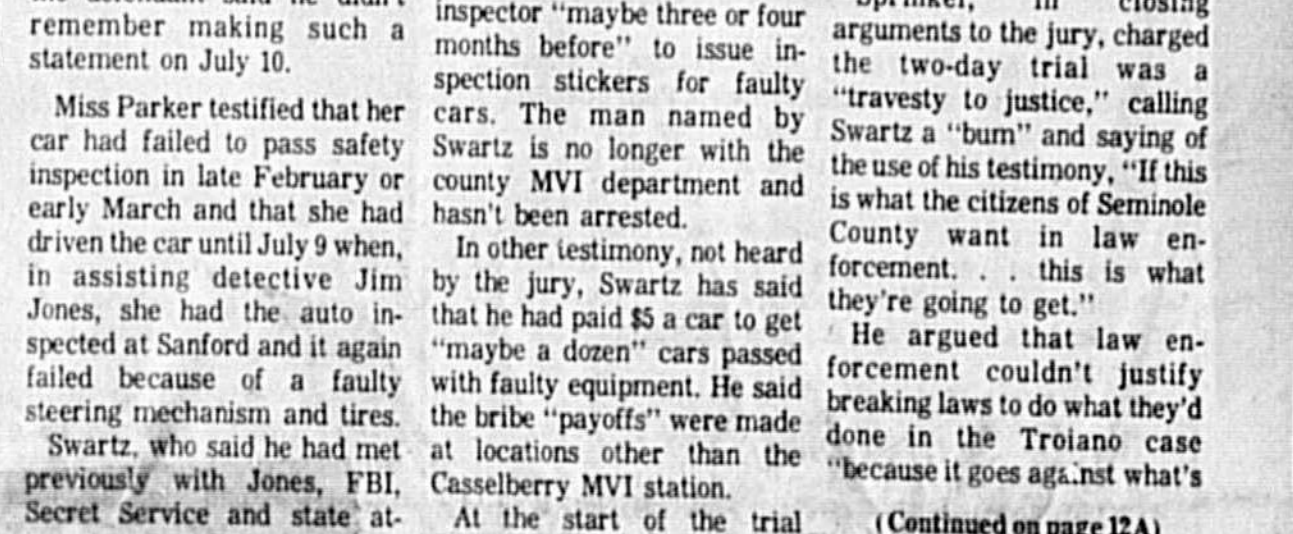 remember making such a
statement on July 10.
Miss Parker testified that her
car had failed to pass safety
inspection in late February or
early March and that she had
driven the car until July 9 when,
in assisting detective Jim
Jones, she had the auto in-
spected at Sanford and it again
failed because of a faulty
steering mechanism and tires.
Swartz, who said he had met
previously with Jones, FBI,
Secret Service and state at-
inspector "maybe three or four
months before" to issue in-
spection stickers for faulty
cars. The man named by
Swartz is no longer with the
county MVI department and
hasn't been arrested.
In other testimony, not heard
by the jury, Swartz has said
that he had paid $5 a car to get
"maybe a dozen" cars passed
with faulty equipment. He said
the bribe "payoffs" were made
at locations other than the
Casselberry MVI station.
At the start of the trial
in closing
arguments to the jury, charged
the two-day trial was a
"travesty to justice," calling
Swartz a "bum" and saying of
the use of his testimony, "If this
is what the citizens of Seminole
County want in law en-
forcement. . . this is what
they're going to get."
He argued that law en-
forcement couldn't justify
breaking laws to do what they'd
done in the Troiano case
"because it goes against what's
(Continued on page 12A)